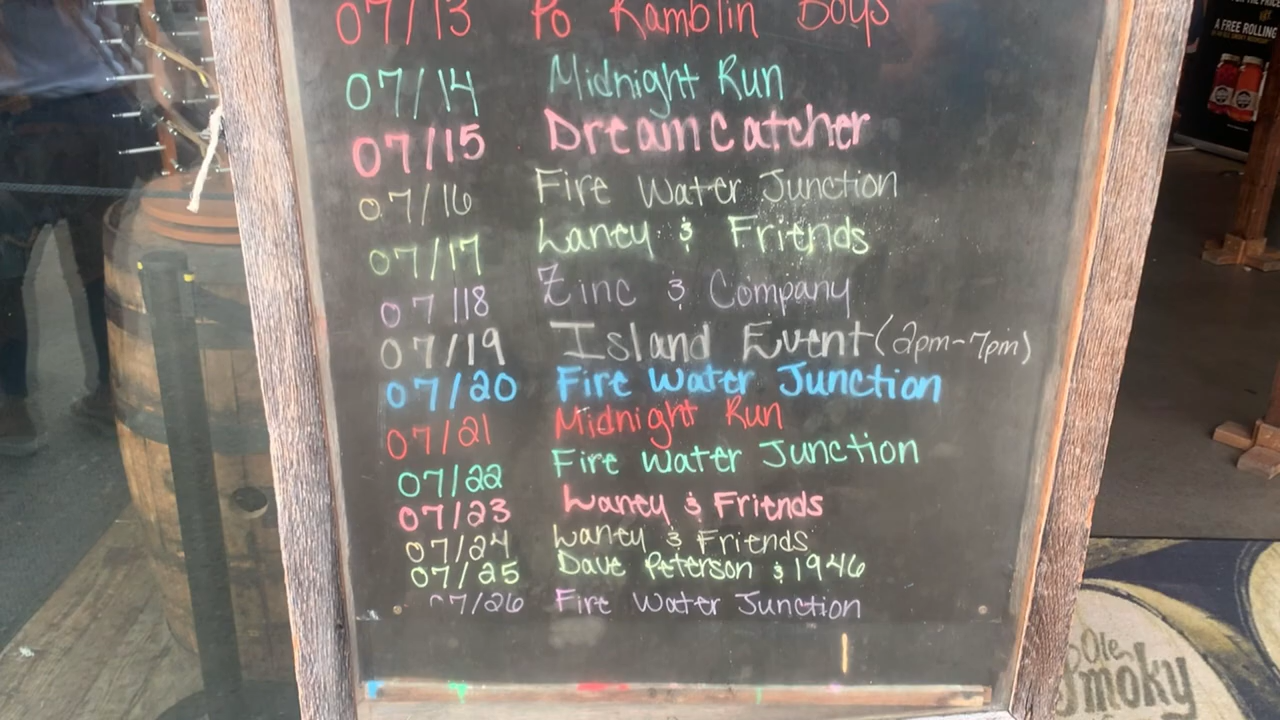 07/13 Po Ramblin Boys
07/14 Midnight Run
07/15 Dreamcatcher
07/16 Fire Water Junction
07/17 Laney & Friends
07/18 Zinc & Company
07/19 Island Event (2pm-7pm)
07/20 Fire Water Junction
07/21 Midnight Run
07/22 Fire Water Junction
07/23 Laney & Friends
07/24 Laney & Friends
07/25 Dave Peterson & 1946
07/26 Fire Water Junction
A FREE ROLLING
Ole
Smoky